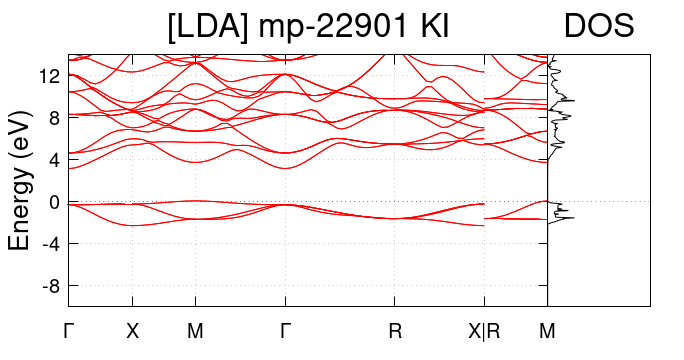 [LDA] mp-22901 KI
DOS
Energy (eV)
12
8
4
0
-4
-8
Γ X M Γ R X|R M